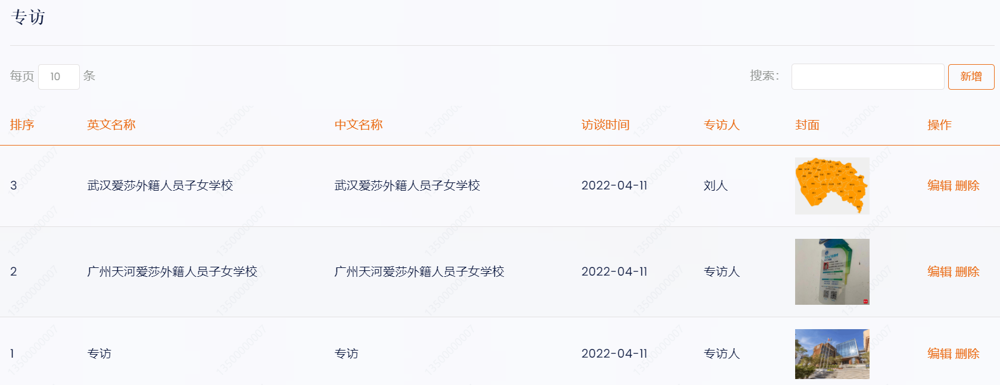 专访
每页 10 条 搜索： 新增
排序 英文名称 中文名称 访谈时间 专访人 封面 操作
3 武汉爱莎外籍人员子女学校 武汉爱莎外籍人员子女学校 2022-04-11 刘人 编辑 删除
2 广州天河爱莎外籍人员子女学校 广州天河爱莎外籍人员子女学校 2022-04-11 专访人 编辑 删除
1 专访 专访 2022-04-11 专访人 编辑 删除
13500000007